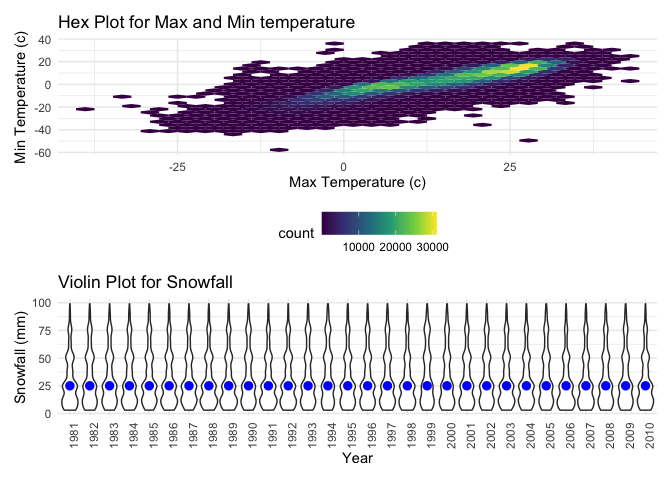 Hex Plot for Max and Min temperature
Min Temperature (c)
40
20
0
-20
-40
-60
-25 0 25
Max Temperature (c)
count
10000 20000 30000
Violin Plot for Snowfall
Snowfall (mm)
100
75
50
25
0
1981 1982 1983 1984 1985 1986 1987 1988 1989 1990 1991 1992 1993 1994 1995 1996 1997 1998 1999 2000 2001 2002 2003 2004 2005 2006 2007 2008 2009 2010
Year